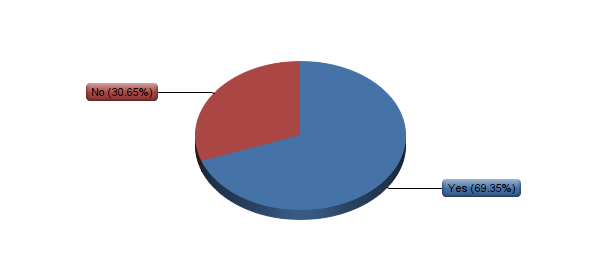 No (30.65%)
Yes (69.35%)